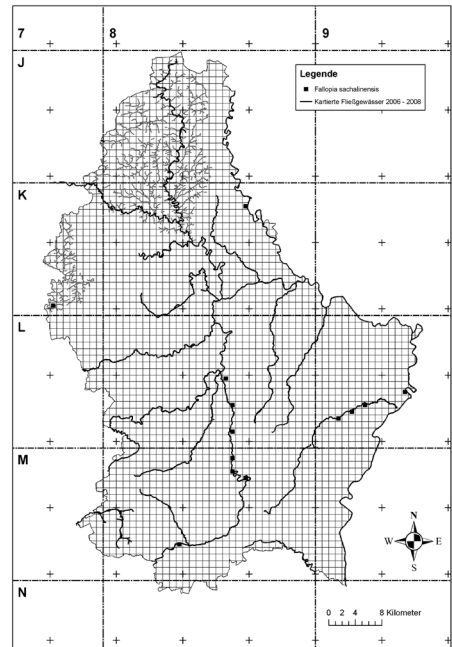 7 8 9
J
Legende
Fallopia sachalinensis
Kartierte Fließgewässer 2006 - 2008
K
L
M
N
W E
S
N
0 2 4 8 Kilometer